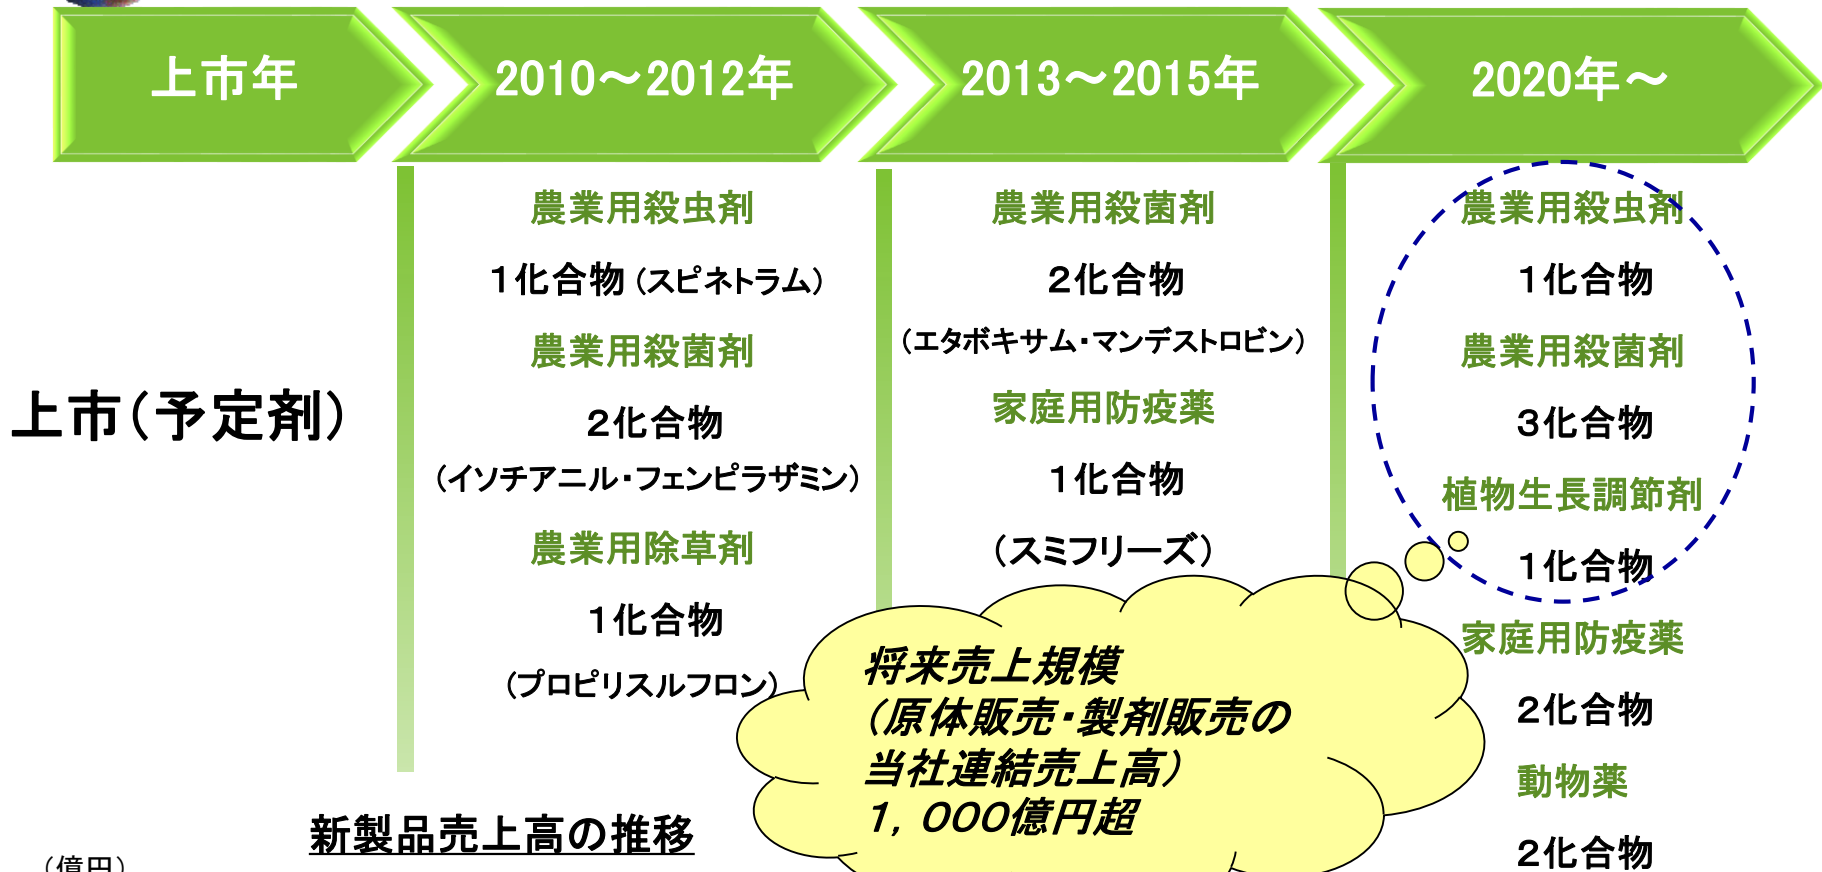 上市年
2010～2012年
2013～2015年
2020年～
上市（予定剤）
農業用殺虫剤
１化合物（スピネトラム）
農業用殺菌剤
２化合物
（イソチアニル・フェンピラザミン）
農業用除草剤
１化合物
（プロピリスルフロン）
農業用殺菌剤
２化合物
（エタボキサム・マンデストロビン）
家庭用防疫薬
１化合物
（スミフリーズ）
農業用殺虫剤
１化合物
農業用殺菌剤
３化合物
植物生長調節剤
１化合物
家庭用防疫薬
２化合物
動物薬
２化合物
将来売上規模
（原体販売・製剤販売の
当社連結売上高）
１，０００億円超
新製品売上高の推移
（億円）